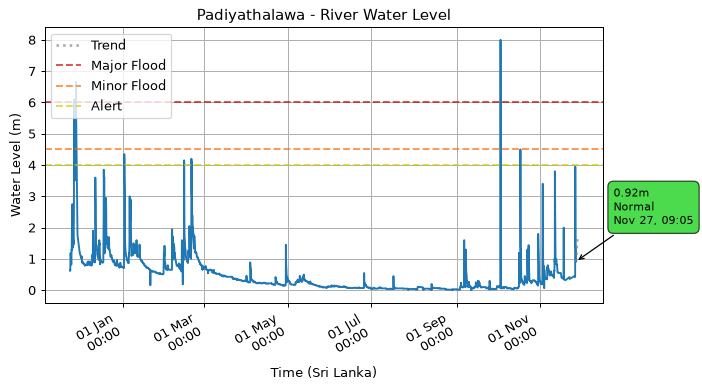 Padiyathalawa - River Water Level
Trend
Major Flood
Minor Flood
Alert
8
7
6
5
4
3
2
1
0
Water Level (m)
0.92m
Normal
Nov 27, 09:05
01 Jan
00:00
01 Mar
00:00
01 May
00:00
01 Jul
00:00
01 Sep
00:00
01 Nov
00:00
Time (Sri Lanka)